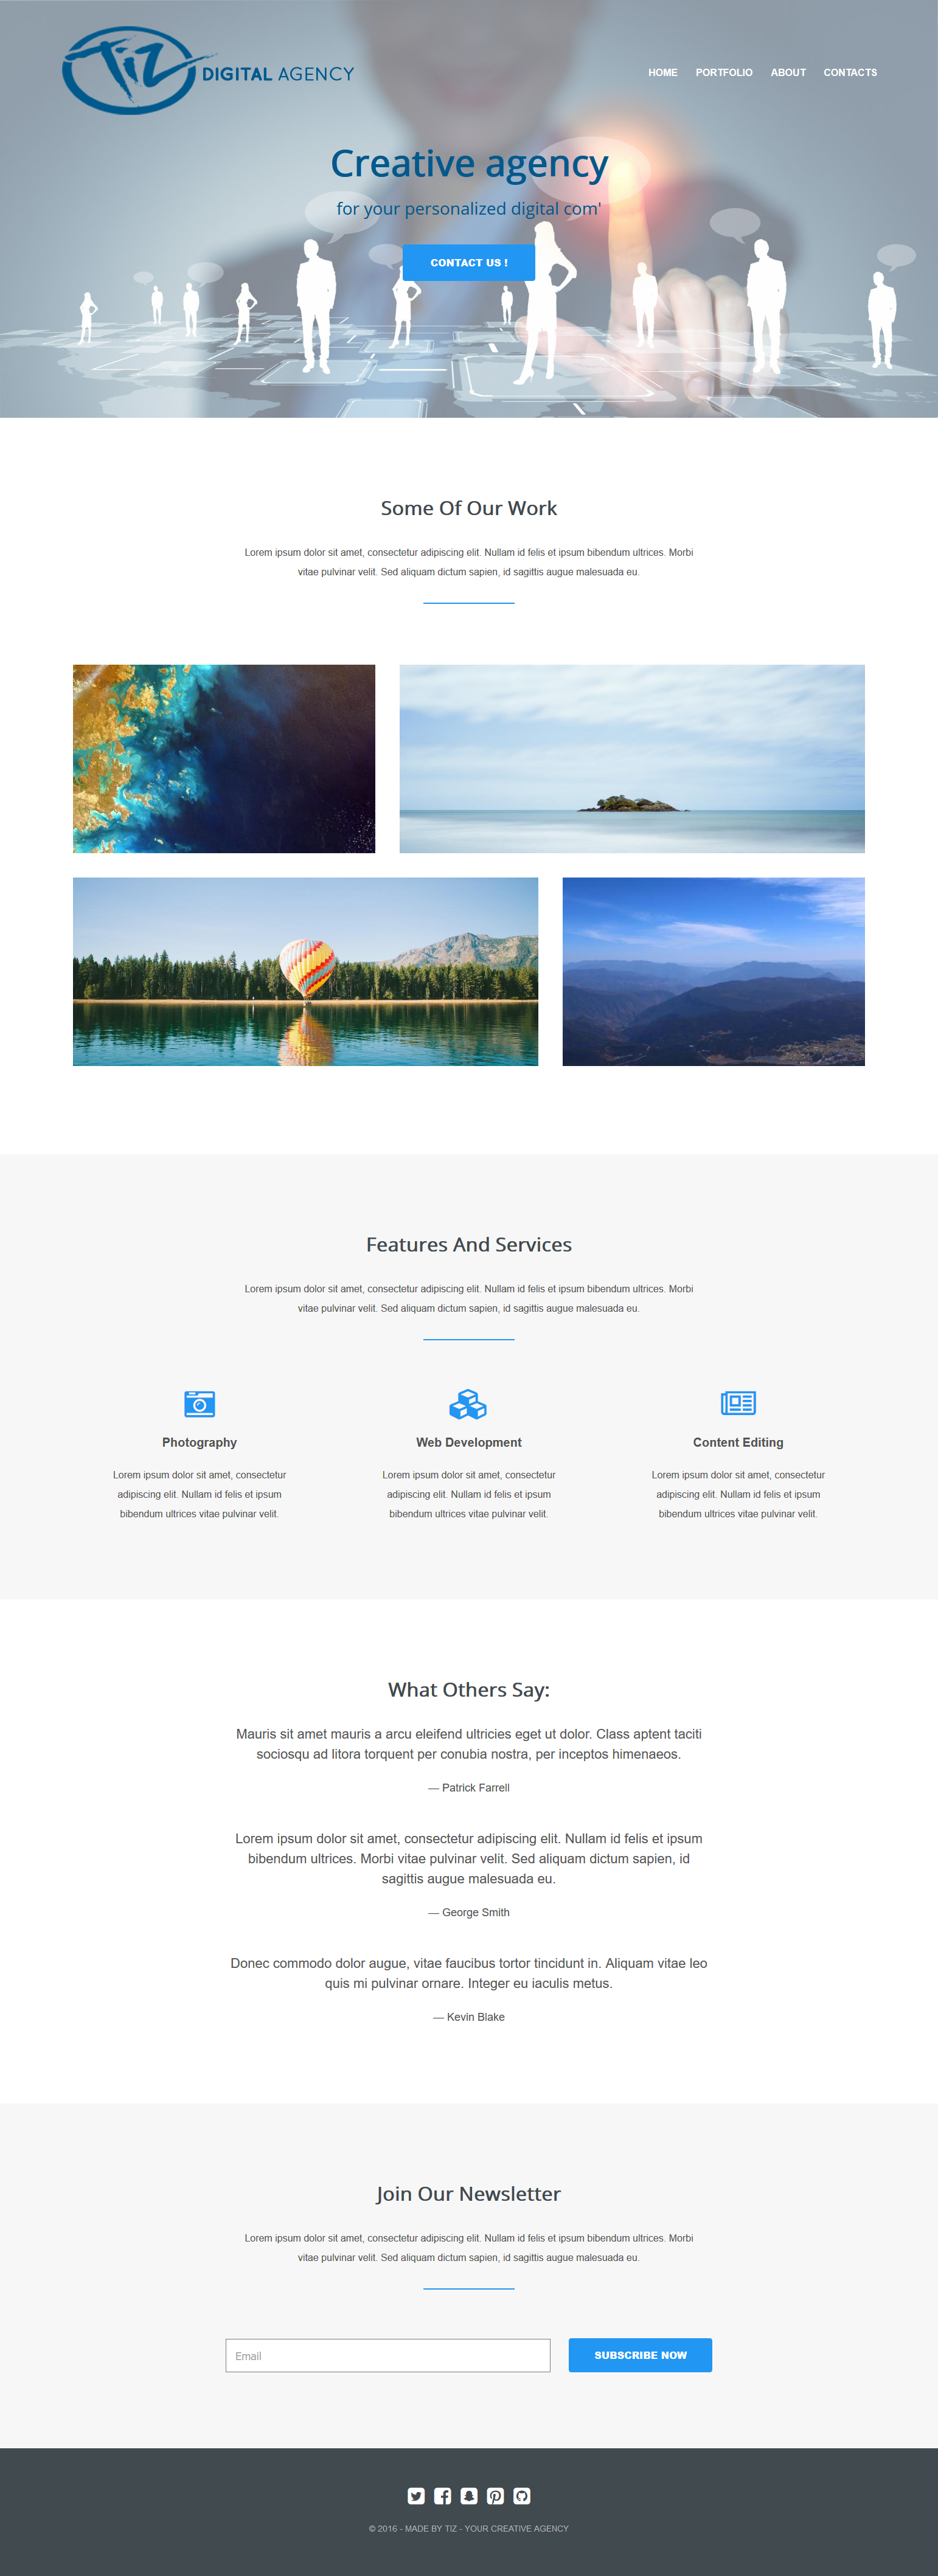 TiZ DIGITAL AGENCY
HOME PORTFOLIO ABOUT CONTACTS
Creative agency
for your personalized digital com'
CONTACT US !
Some Of Our Work
Lorem ipsum dolor sit amet, consectetur adipiscing elit. Nullam id felis et ipsum bibendum ultrices. Morbi
vitae pulvinar velit. Sed aliquam dictum sapien, id sagittis augue malesuada eu.
Features And Services
Lorem ipsum dolor sit amet, consectetur adipiscing elit. Nullam id felis et ipsum bibendum ultrices. Morbi
vitae pulvinar velit. Sed aliquam dictum sapien, id sagittis augue malesuada eu.
Photography
Lorem ipsum dolor sit amet, consectetur
adipiscing elit. Nullam id felis et ipsum
bibendum ultrices vitae pulvinar velit.
Web Development
Lorem ipsum dolor sit amet, consectetur
adipiscing elit. Nullam id felis et ipsum
bibendum ultrices vitae pulvinar velit.
Content Editing
Lorem ipsum dolor sit amet, consectetur
adipiscing elit. Nullam id felis et ipsum
bibendum ultrices vitae pulvinar velit.
What Others Say:
Mauris sit amet mauris a arcu eleifend ultricies eget ut dolor. Class aptent taciti
sociosqu ad litora torquent per conubia nostra, per inceptos himenaeos.
— Patrick Farrell
Lorem ipsum dolor sit amet, consectetur adipiscing elit. Nullam id felis et ipsum
bibendum ultrices. Morbi vitae pulvinar velit. Sed aliquam dictum sapien, id
sagittis augue malesuada eu.
— George Smith
Donec commodo dolor augue, vitae faucibus tortor tincidunt in. Aliquam vitae leo
quis mi pulvinar ornare. Integer eu iaculis metus.
— Kevin Blake
Join Our Newsletter
Lorem ipsum dolor sit amet, consectetur adipiscing elit. Nullam id felis et ipsum bibendum ultrices. Morbi
vitae pulvinar velit. Sed aliquam dictum sapien, id sagittis augue malesuada eu.
Email
SUBSCRIBE NOW
© 2016 - MADE BY TIZ - YOUR CREATIVE AGENCY